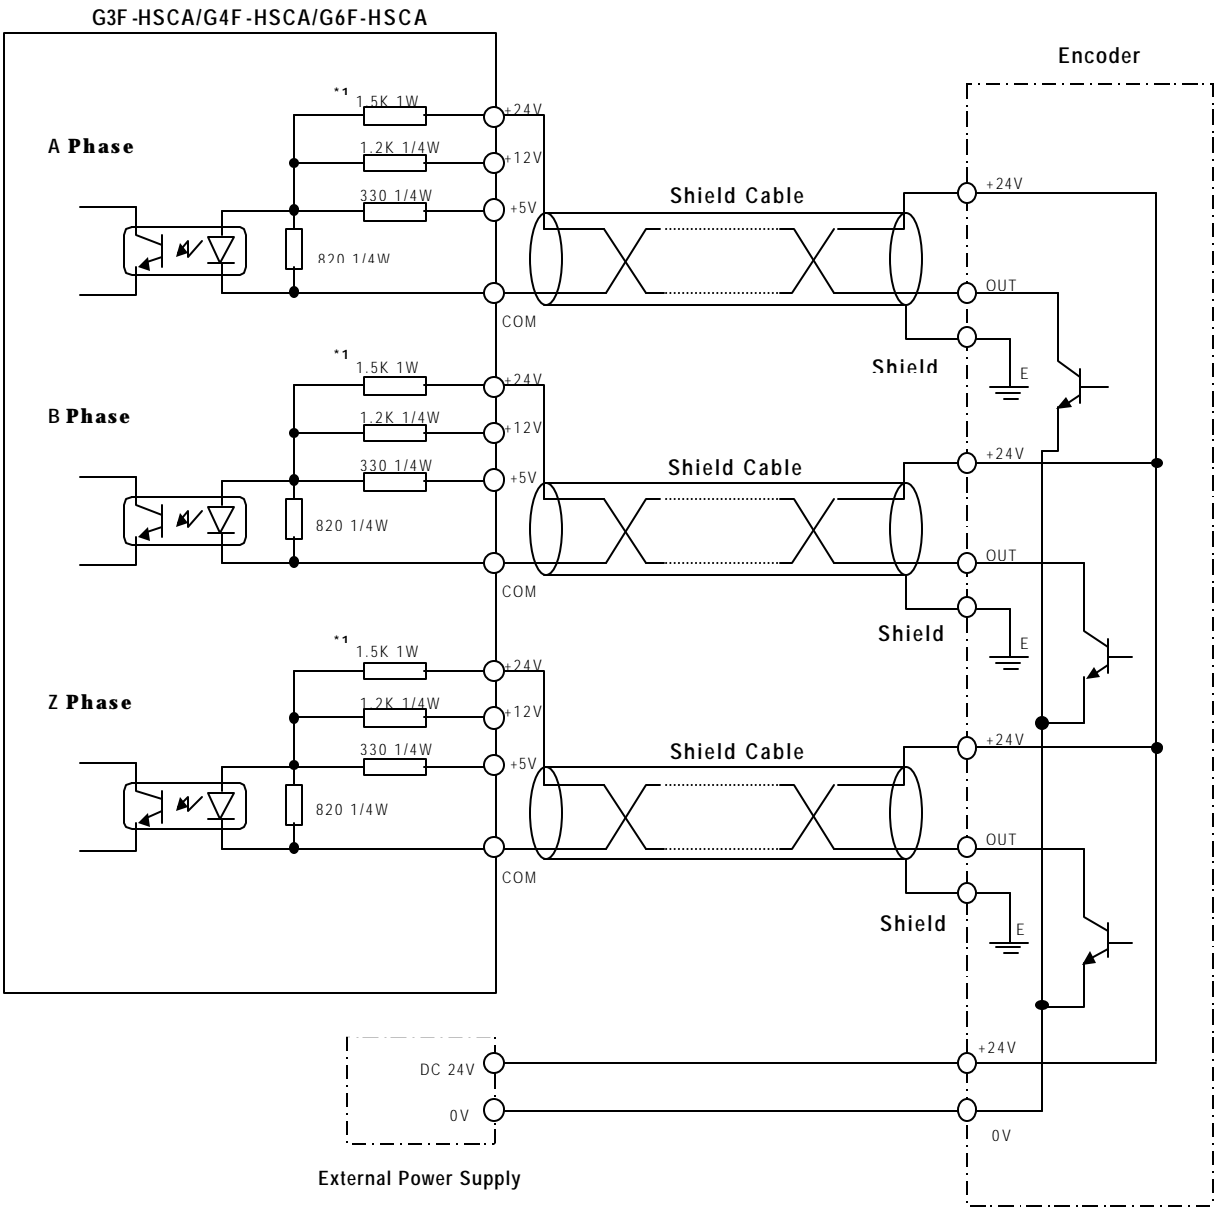 G3F-HSCA/G4F-HSCA/G6F-HSCA
Encoder
*1
1.5K 1W
+24V
A Phase
1.2K 1/4W
+12V
330 1/4W
+5V
Shield Cable
+24V
820 1/4W
OUT
COM
Shield
E
*1
1.5K 1W
+24V
B Phase
1.2K 1/4W
+12V
330 1/4W
+5V
Shield Cable
+24V
820 1/4W
OUT
COM
Shield
E
*1
1.5K 1W
+24V
Z Phase
1.2K 1/4W
+12V
330 1/4W
+5V
Shield Cable
+24V
820 1/4W
OUT
COM
Shield
E
+24V
DC 24V
0V
0V
External Power Supply